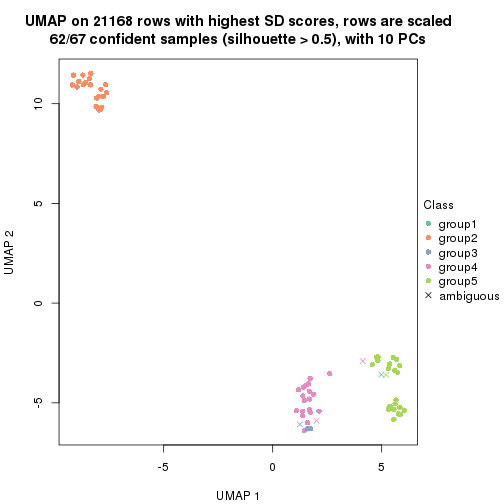 UMAP on 21168 rows with highest SD scores, rows are scaled
62/67 confident samples (silhouette > 0.5), with 10 PCs
10
5
0
-5
UMAP 2
-5
0
5
UMAP 1
Class
group1
group2
group3
group4
group5
ambiguous